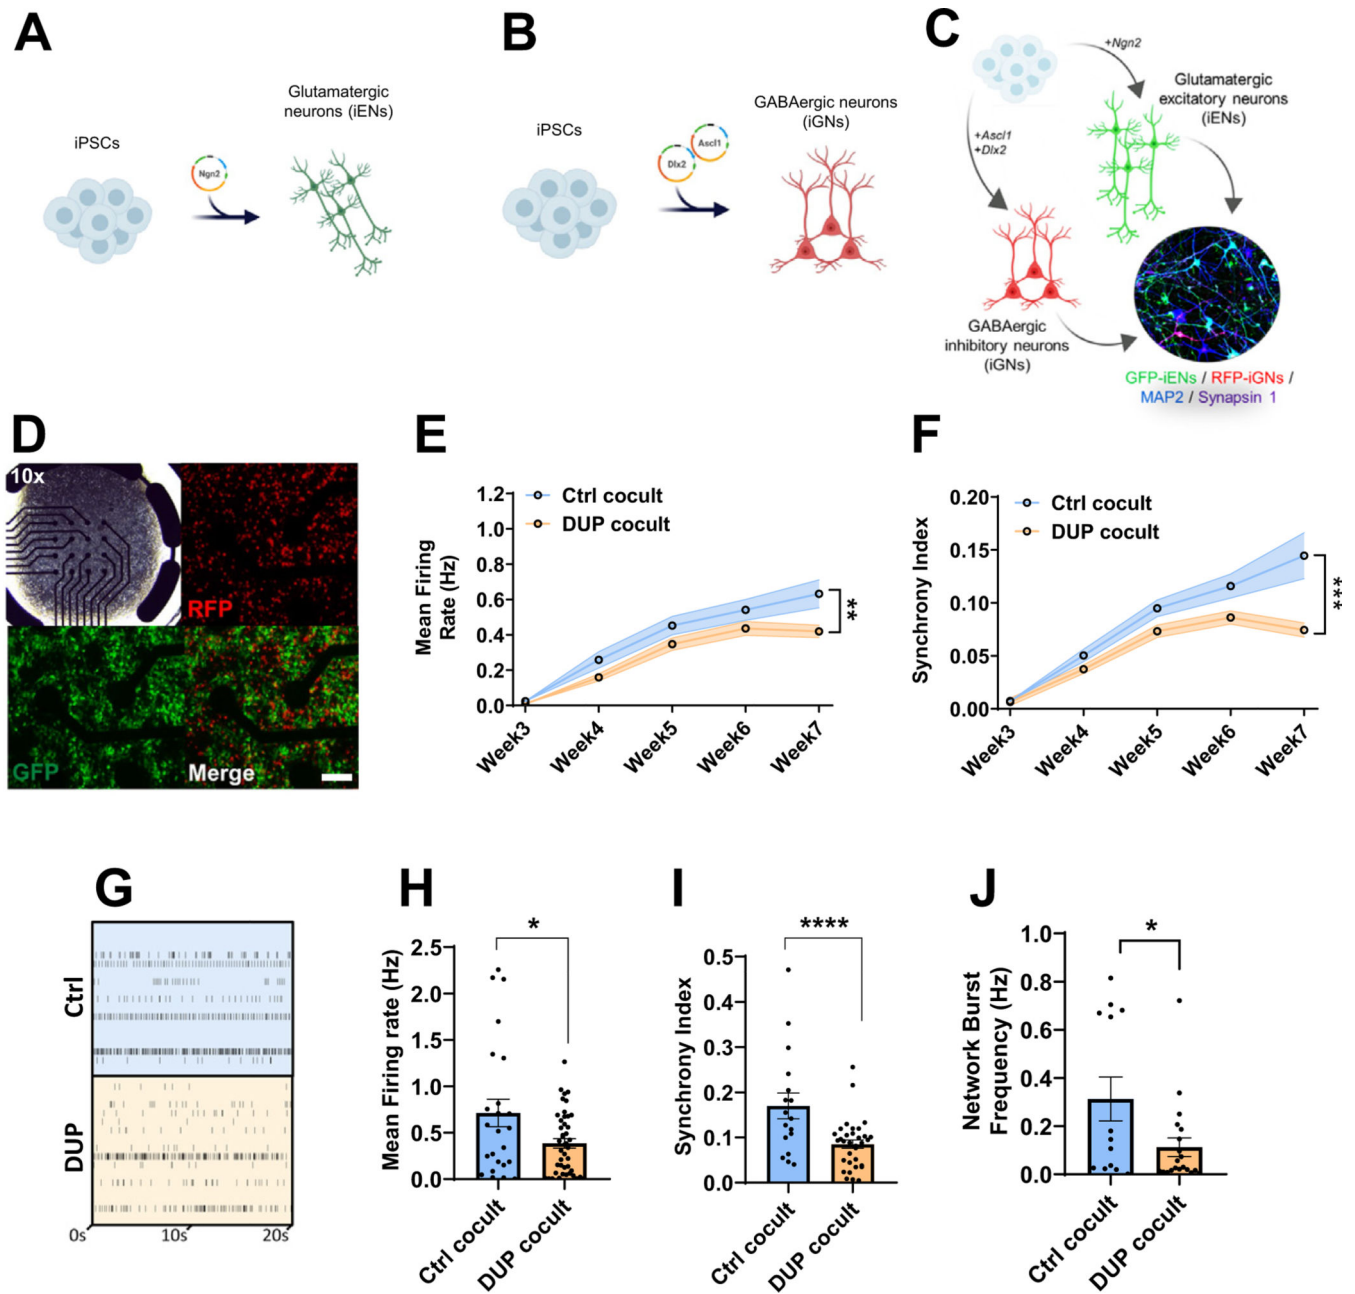 A
iPSCs
Ngn2
Glutamatergic
neurons (iENs)
B
iPSCs
Dlx2
Ascl1
GABAergic neurons
(iGNs)
C
+Ngn2
+Ascl1
+Dlx2
Glutamatergic
excitatory neurons
(iENs)
GABAergic
inhibitory neurons
(iGNs)
GFP-iENs / RFP-iGNs /
MAP2 / Synapsin 1
D
10x
RFP
GFP
Merge
E
Ctrl cocult
DUP cocult
Mean Firing
Rate (Hz)
1.2
1.0
0.8
0.6
0.4
0.2
0.0
**
Week3
Week4
Week5
Week6
Week7
F
Ctrl cocult
DUP cocult
Synchrony Index
0.20
0.15
0.10
0.05
0.00
***
Week3
Week4
Week5
Week6
Week7
G
Ctrl
DUP
0s
10s
20s
H
*
Mean Firing rate (Hz)
2.5
2.0
1.5
1.0
0.5
0.0
Ctrl cocult
DUP cocult
I
****
Synchrony Index
0.5
0.4
0.3
0.2
0.1
0.0
Ctrl cocult
DUP cocult
J
*
Network Burst
Frequency (Hz)
1.0
0.8
0.6
0.4
0.2
0.0
Ctrl cocult
DUP cocult